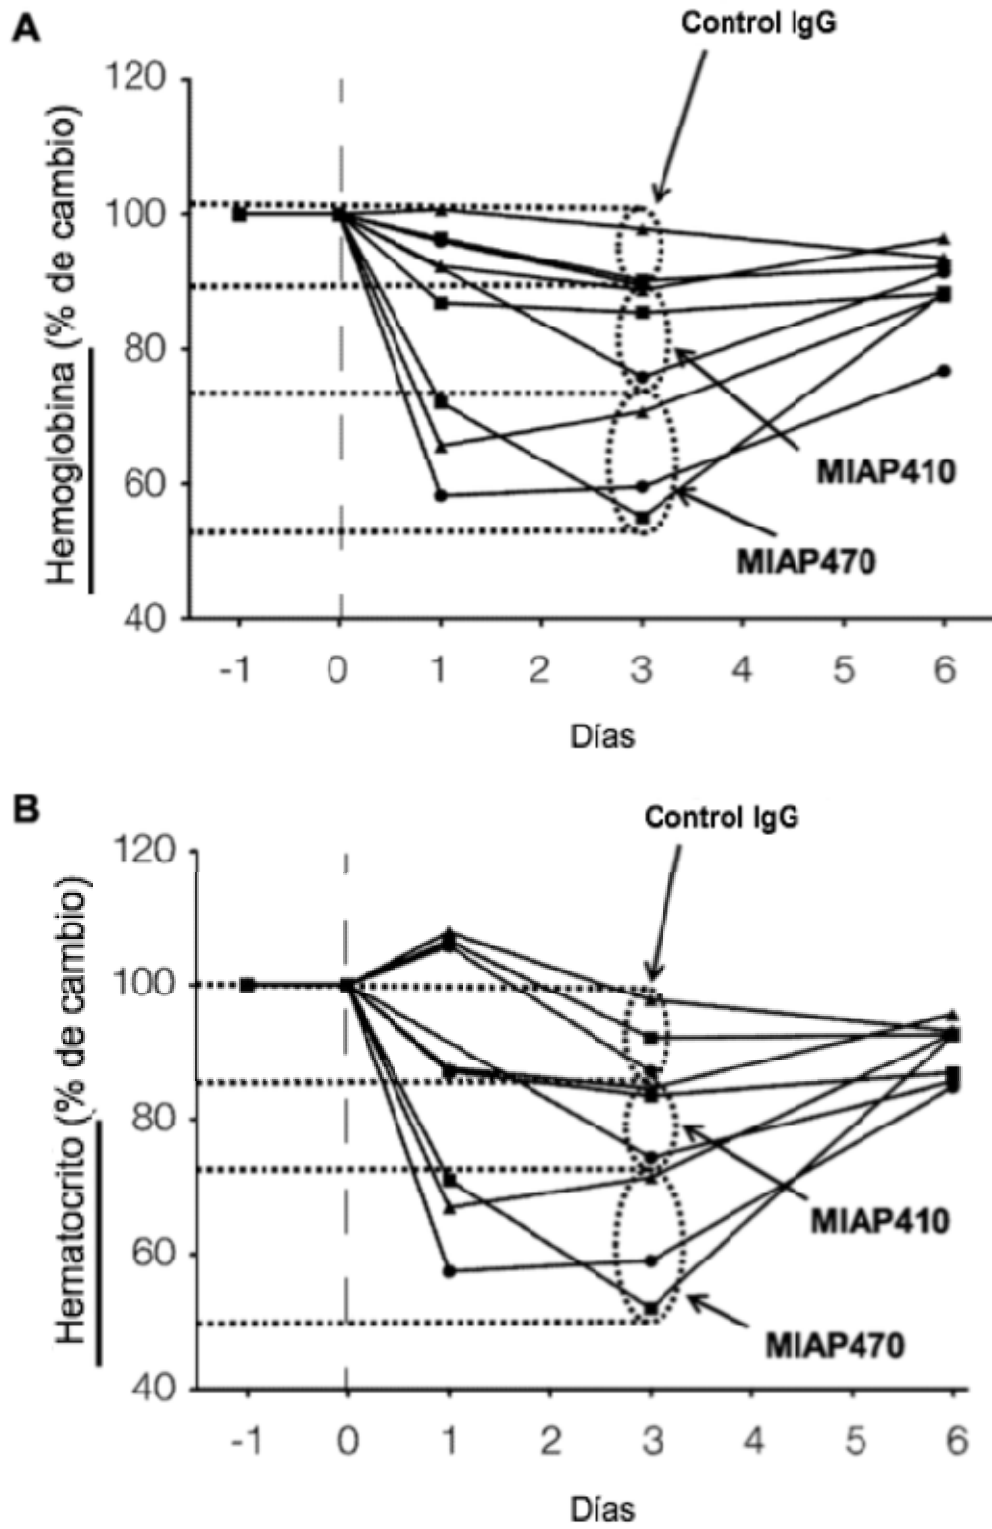 A
Control IgG
120
100
80
60
40
Hemoglobina (% de cambio)
MIAP410
MIAP470
-1 0 1 2 3 4 5 6
Días
B
Control IgG
120
100
80
60
40
Hematocrito (% de cambio)
MIAP410
MIAP470
-1 0 1 2 3 4 5 6
Días